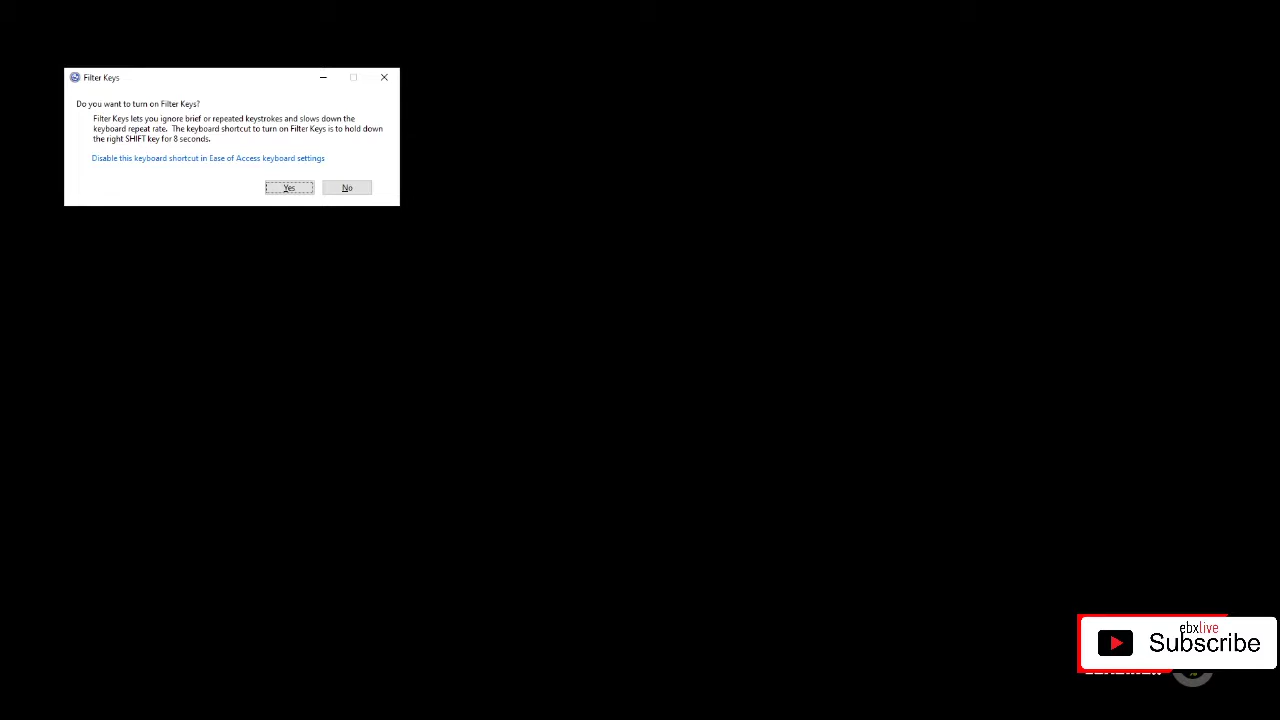 Filter Keys
Do you want to turn on Filter Keys?
Filter Keys lets you ignore brief or repeated keystrokes and slows down the
keyboard repeat rate. The keyboard shortcut to turn on Filter Keys is to hold down
the right SHIFT key for 8 seconds.
Disable this keyboard shortcut in Ease of Access keyboard settings
Yes No
ebxlive
Subscribe